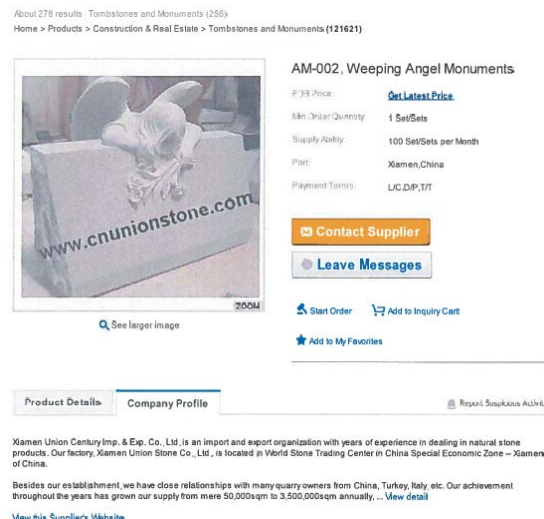 About 278 results: Tombstones and Monuments (256)
Home > Products > Construction & Real Estate > Tombstones and Monuments (121621)
AM-002, Weeping Angel Monuments
FOB Price: Get Latest Price
Min.Order Quantity: 1 Set/Sets
Supply Ability: 100 Set/Sets per Month
Port: Xiamen,China
Payment Terms: L/C,D/P,T/T
www.cnunionstone.com
Contact Supplier
Leave Messages
ZOOM
See larger image
Start Order Add to Inquiry Cart
Add to My Favorites
Product Details Company Profile Report Suspicious Activit
Xiamen Union Century Imp. & Exp. Co., Ltd, is an import and export organization with years of experience in dealing in natural stone
products. Our factory, Xiamen Union Stone Co., Ltd, is located in World Stone Trading Center in China Special Economic Zone -- Xiamen
of China.
Besides our establishment, we have close relationships with many quarry owners from China, Turkey, Italy, etc. Our achievement
throughout the years has grown our supply from mere 50,000sqm to 3,500,000sqm annually, ... View detail
View this Supplier's Website